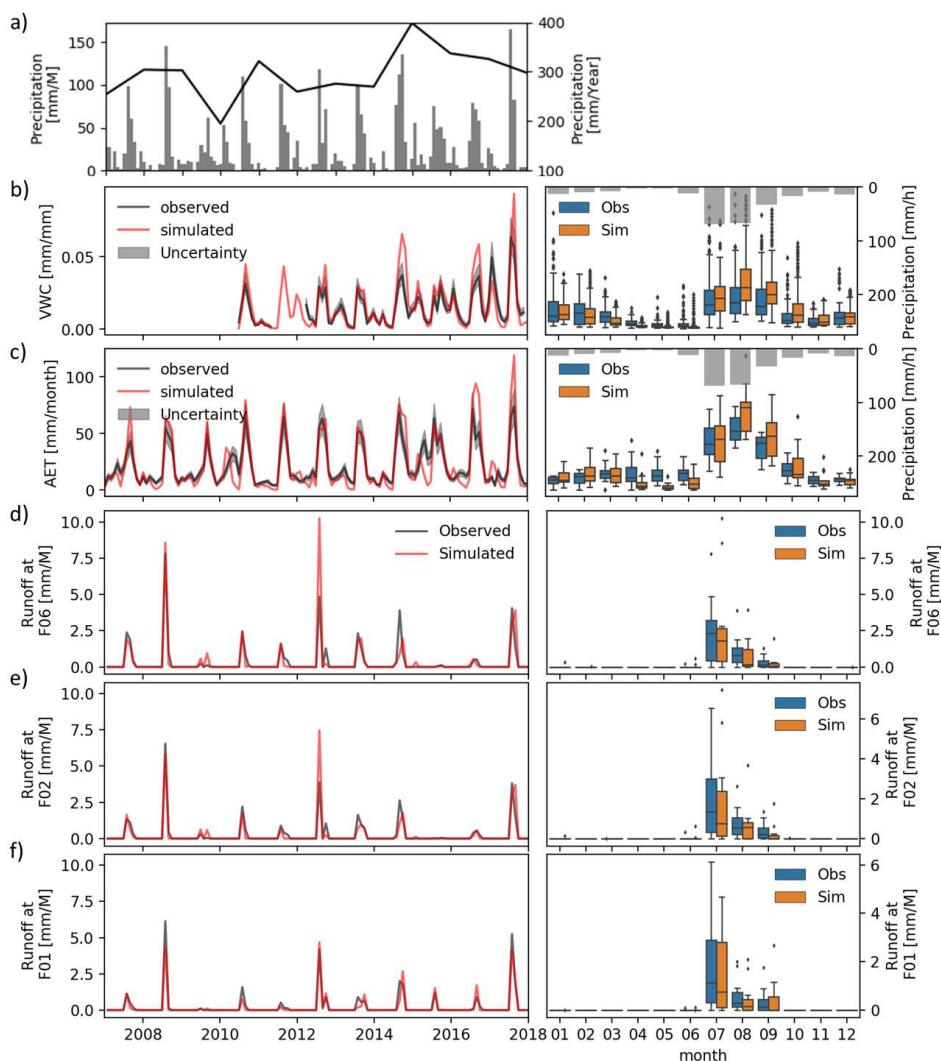 a)
Precipitation
[mm/M]
150
100
50
0
400
300
200
100
Precipitation
[mm/Year]
b)
VWC [mm/mm]
0.05
0.00
observed
simulated
Uncertainty
Obs
Sim
0
100
200
Precipitation [mm/h]
c)
AET [mm/month]
100
50
0
observed
simulated
Uncertainty
Obs
Sim
0
100
200
Precipitation [mm/h]
d)
Runoff at
F06 [mm/M]
10.0
7.5
5.0
2.5
0.0
Observed
Simulated
Obs
Sim
10.0
7.5
5.0
2.5
0.0
Runoff at
F06 [mm/M]
e)
Runoff at
F02 [mm/M]
10.0
7.5
5.0
2.5
0.0
Obs
Sim
6
4
2
0
Runoff at
F02 [mm/M]
f)
Runoff at
F01 [mm/M]
10.0
7.5
5.0
2.5
0.0
Obs
Sim
6
4
2
0
Runoff at
F01 [mm/M]
2008 2010 2012 2014 2016 2018
01 02 03 04 05 06 07 08 09 10 11 12
month